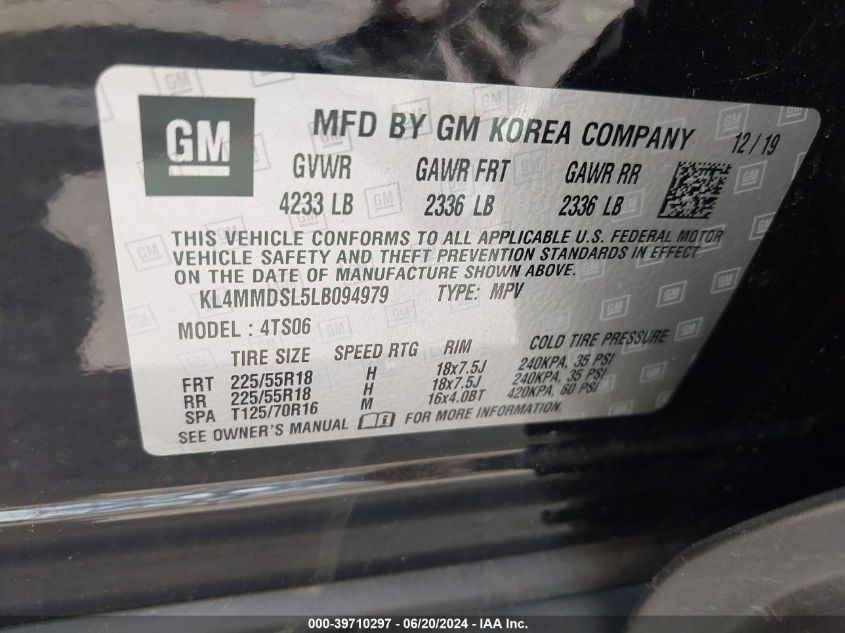 GM MFD BY GM KOREA COMPANY 12/19
GVWR GAWR FRT GAWR RR
4233 LB 2336 LB 2336 LB
THIS VEHICLE CONFORMS TO ALL APPLICABLE U.S. FEDERAL MOTOR
VEHICLE SAFETY AND THEFT PREVENTION STANDARDS IN EFFECT
ON THE DATE OF MANUFACTURE SHOWN ABOVE.
KL4MMDSL5LB094979 TYPE: MPV
MODEL : 4TS06
TIRE SIZE SPEED RTG RIM COLD TIRE PRESSURE
FRT 225/55R18 H 18x7.5J 240KPA, 35 PSI
RR 225/55R18 H 18x7.5J 240KPA, 35 PSI
SPA T125/70R16 M 16x4.0BT 420KPA, 60 PSI
SEE OWNER'S MANUAL FOR MORE INFORMATION.
000-39710297 - 06/20/2024 - IAA Inc.